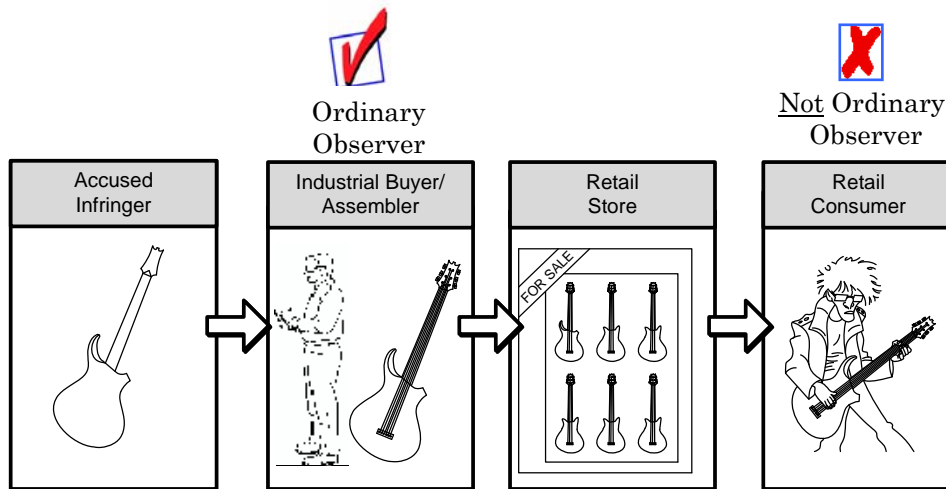 Ordinary
Observer
Not Ordinary
Observer
Accused
Infringer
Industrial Buyer/
Assembler
Retail
Store
Retail
Consumer
FOR SALE